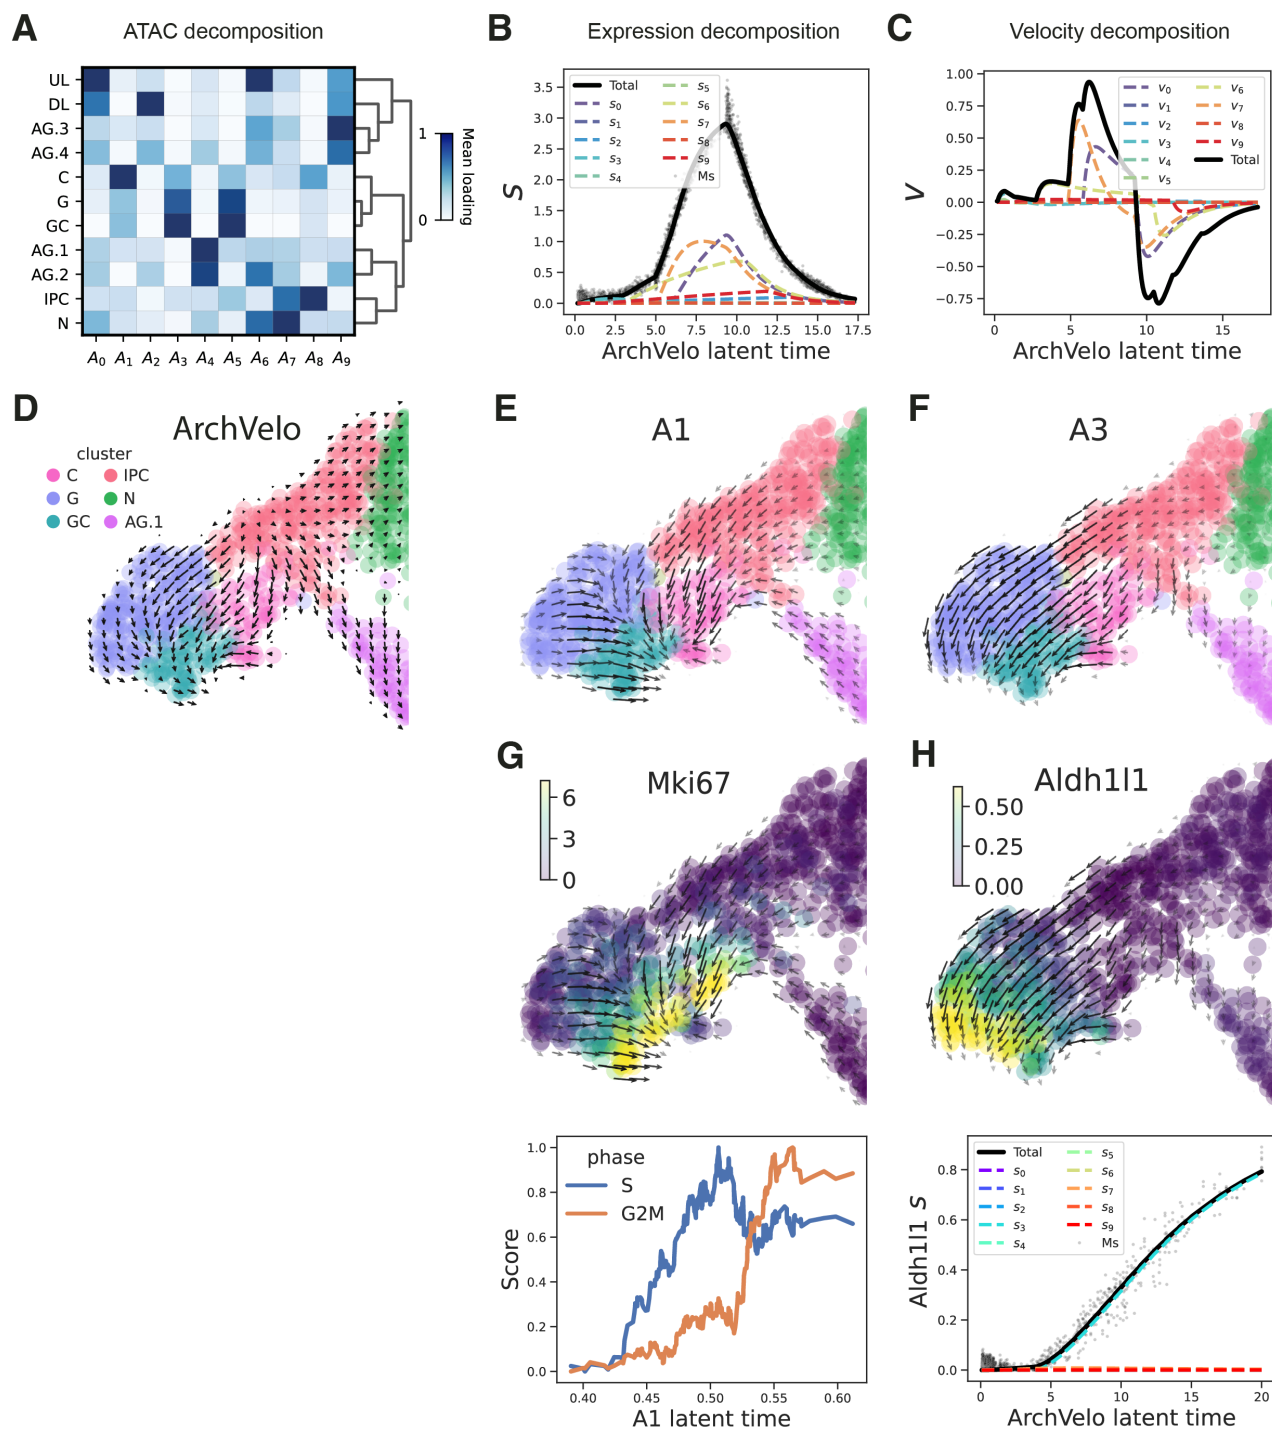 A ATAC decomposition
UL
DL
AG.3
AG.4
C
G
GC
AG.1
AG.2
IPC
N
A0 A1 A2 A3 A4 A5 A6 A7 A8 A9
1
0
Mean loading
B Expression decomposition
3.5
3.0
2.5
2.0
1.5
1.0
0.5
0.0
s
Total
s0
s1
s2
s3
s4
s5
s6
s7
s8
s9
Ms
0.0 2.5 5.0 7.5 10.0 12.5 15.0 17.5
ArchVelo latent time
C Velocity decomposition
1.00
0.75
0.50
0.25
0.00
−0.25
−0.50
−0.75
v
v0
v1
v2
v3
v4
v5
v6
v7
v8
v9
Total
0 5 10 15
ArchVelo latent time
D ArchVelo
cluster
C IPC
G N
GC AG.1
E A1
F A3
G Mki67
6
3
0
H Aldh1l1
0.50
0.25
0.00
1.0
0.8
0.6
0.4
0.2
0.0
Score
phase
S
G2M
0.40 0.45 0.50 0.55 0.60
A1 latent time
0.8
0.6
0.4
0.2
0.0
Aldh1l1 s
Total
s0
s1
s2
s3
s4
s5
s6
s7
s8
s9
Ms
0 5 10 15 20
ArchVelo latent time